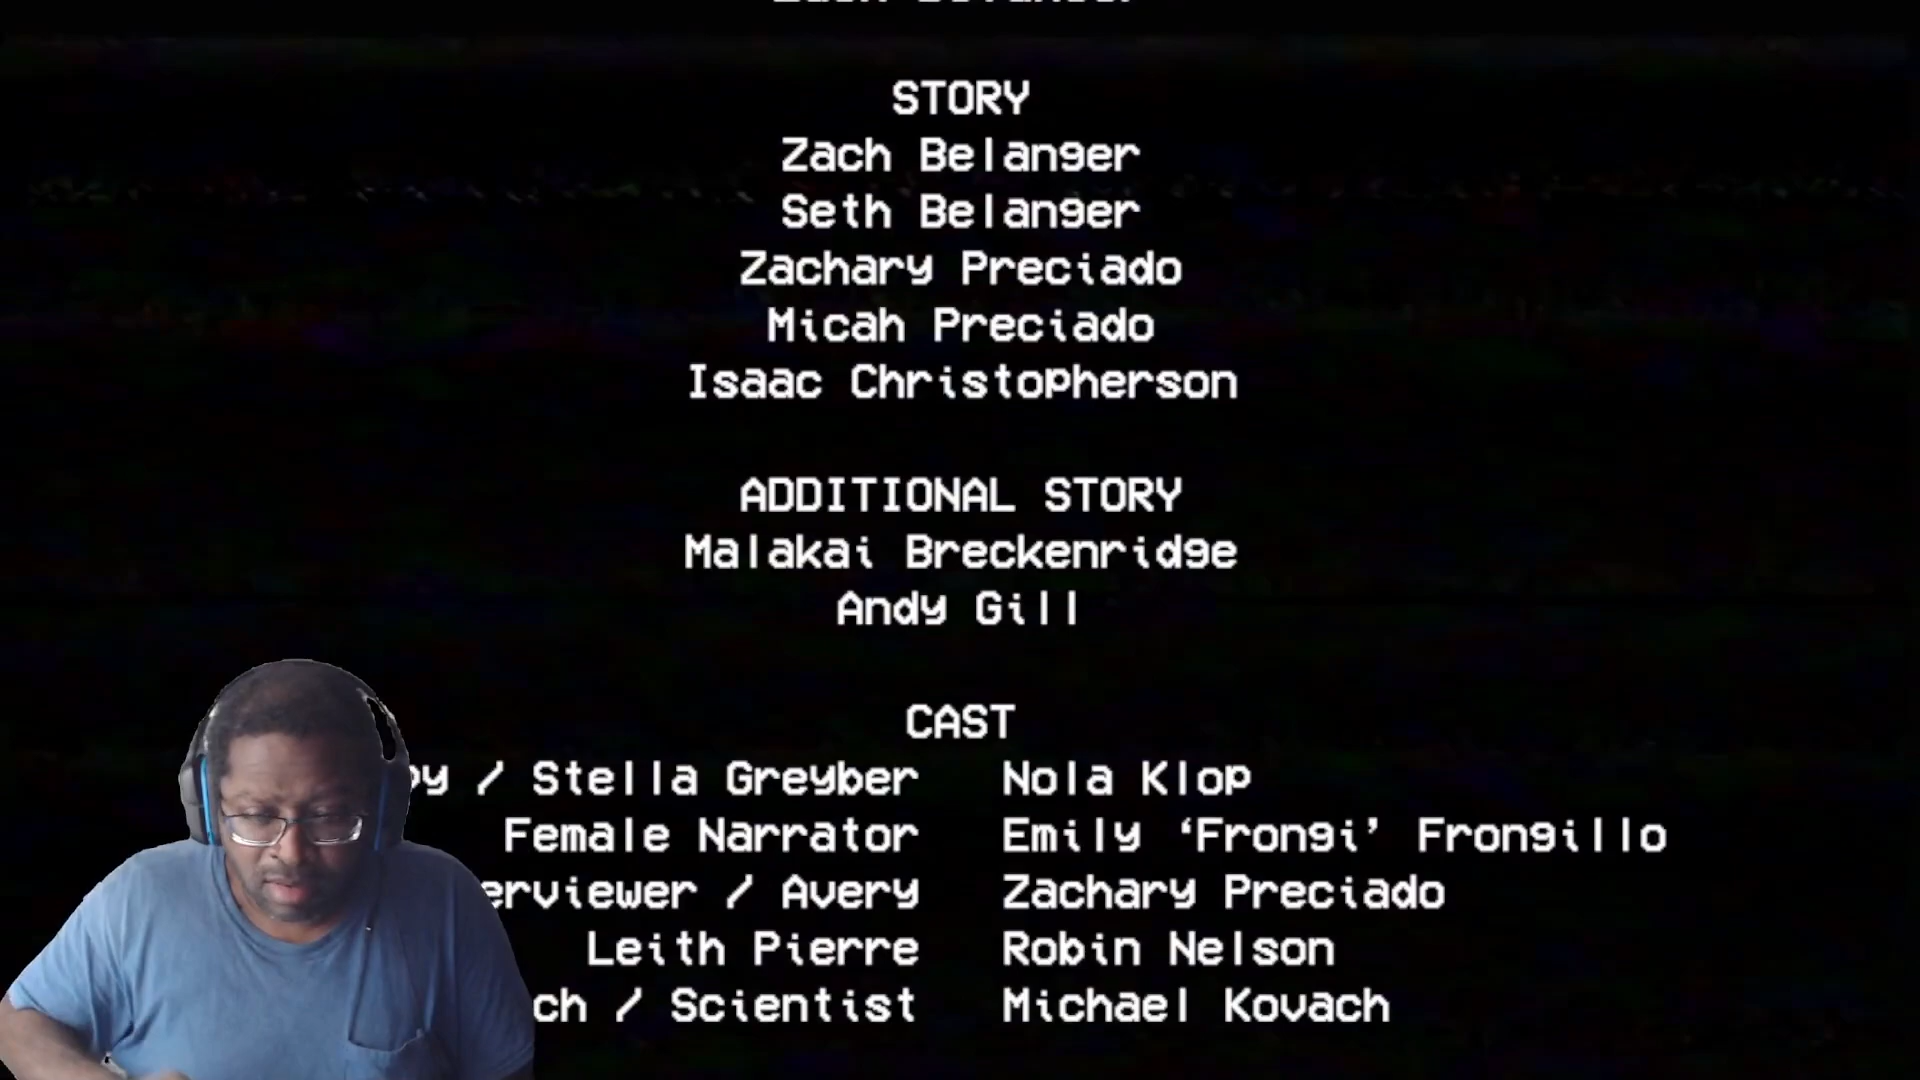 STORY
Zach Belanger
Seth Belanger
Zachary Preciado
Micah Preciado
Isaac Christopherson
ADDITIONAL STORY
Malakai Breckenridge
Andy Gill
CAST
/ Stella Greyber Nola Klop
Female Narrator Emily ‘Frongi’ Frongillo
/ Avery Zachary Preciado
Leith Pierre Robin Nelson
/ Scientist Michael Kovach